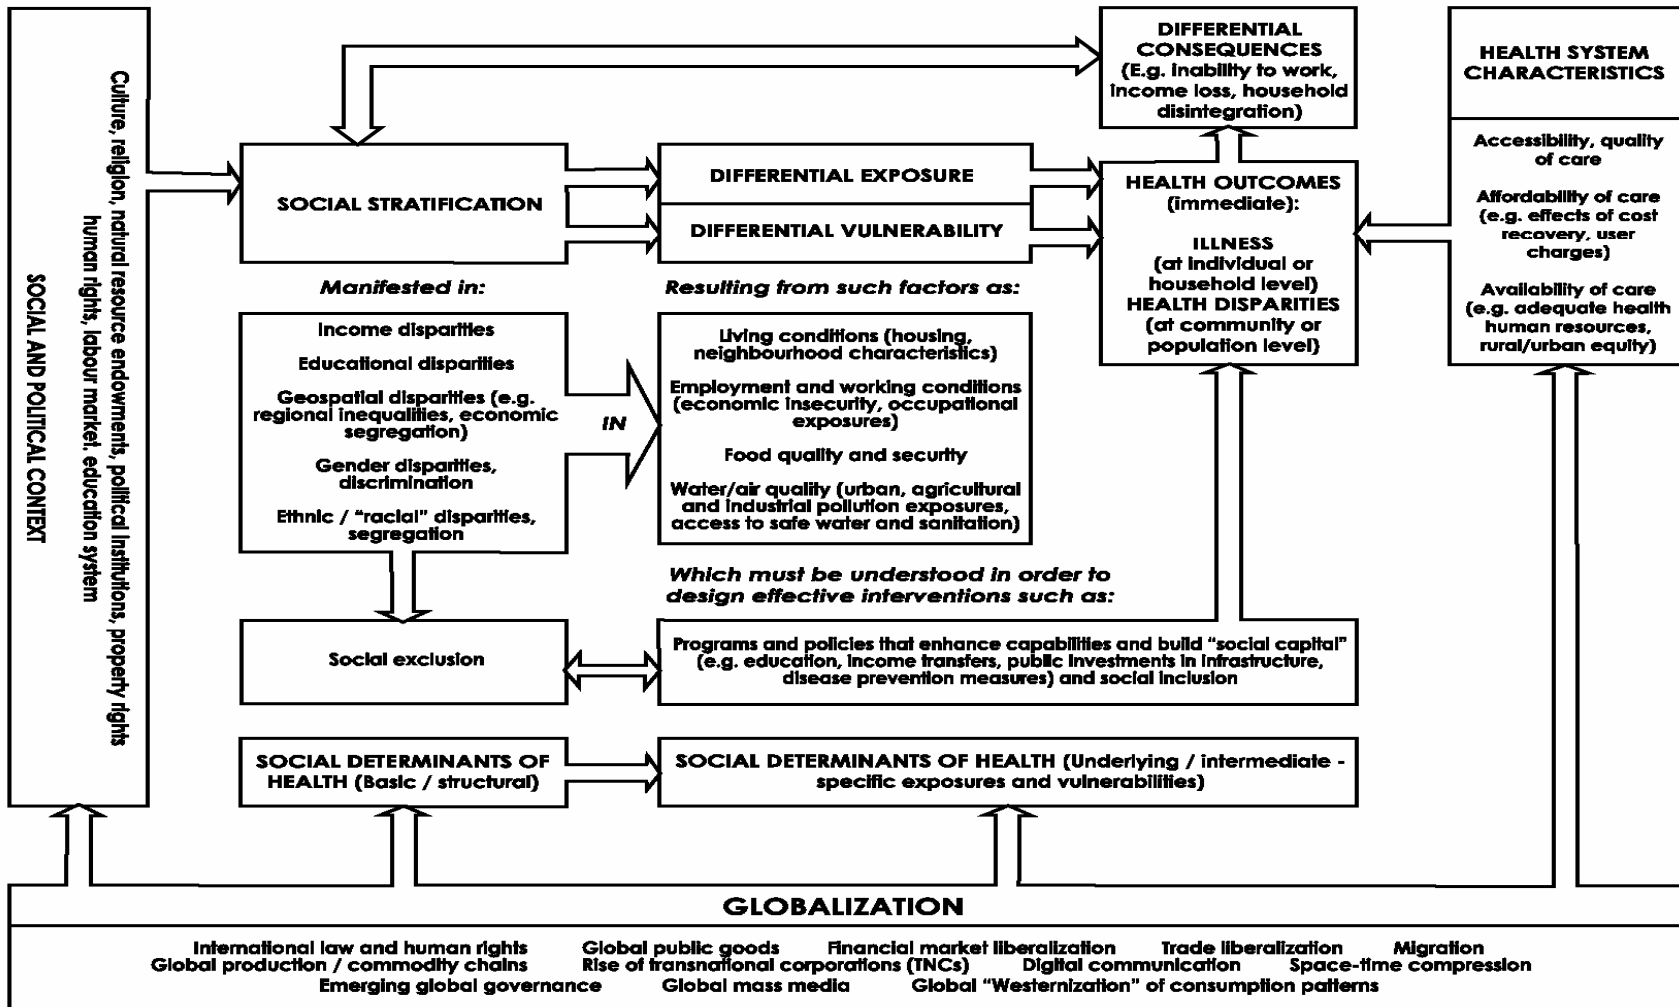 Culture, religion, natural resource endowments, political institutions, property rights
human rights, labour market, education system
SOCIAL AND POLITICAL CONTEXT
DIFFERENTIAL
CONSEQUENCES
(E.g. inability to work,
income loss, household
disintegration)
HEALTH SYSTEM
CHARACTERISTICS
Accessibility, quality
of care
Affordability of care
(e.g. effects of cost
recovery, user
charges)
Availability of care
(e.g. adequate health
human resources,
rural/urban equity)
SOCIAL STRATIFICATION
DIFFERENTIAL EXPOSURE
DIFFERENTIAL VULNERABILITY
HEALTH OUTCOMES
(immediate):
ILLNESS
(at individual or
household level)
HEALTH DISPARITIES
(at community or
population level)
Manifested in:
Resulting from such factors as:
Income disparities
Educational disparities
Geospatial disparities (e.g.
regional inequalities, economic
segregation)
Gender disparities,
discrimination
Ethnic / "racial" disparities,
segregation
IN
Living conditions (housing,
neighbourhood characteristics)
Employment and working conditions
(economic insecurity, occupational
exposures)
Food quality and security
Water/air quality (urban, agricultural
and industrial pollution exposures,
access to safe water and sanitation)
Which must be understood in order to
design effective interventions such as:
Social exclusion
Programs and policies that enhance capabilities and build "social capital"
(e.g. education, income transfers, public investments in infrastructure,
disease prevention measures) and social inclusion
SOCIAL DETERMINANTS OF
HEALTH (Basic / structural)
SOCIAL DETERMINANTS OF HEALTH (Underlying / intermediate -
specific exposures and vulnerabilities)
GLOBALIZATION
International law and human rights Global public goods Financial market liberalization Trade liberalization Migration
Global production / commodity chains Rise of transnational corporations (TNCs) Digital communication Space-time compression
Emerging global governance Global mass media Global "Westernization" of consumption patterns